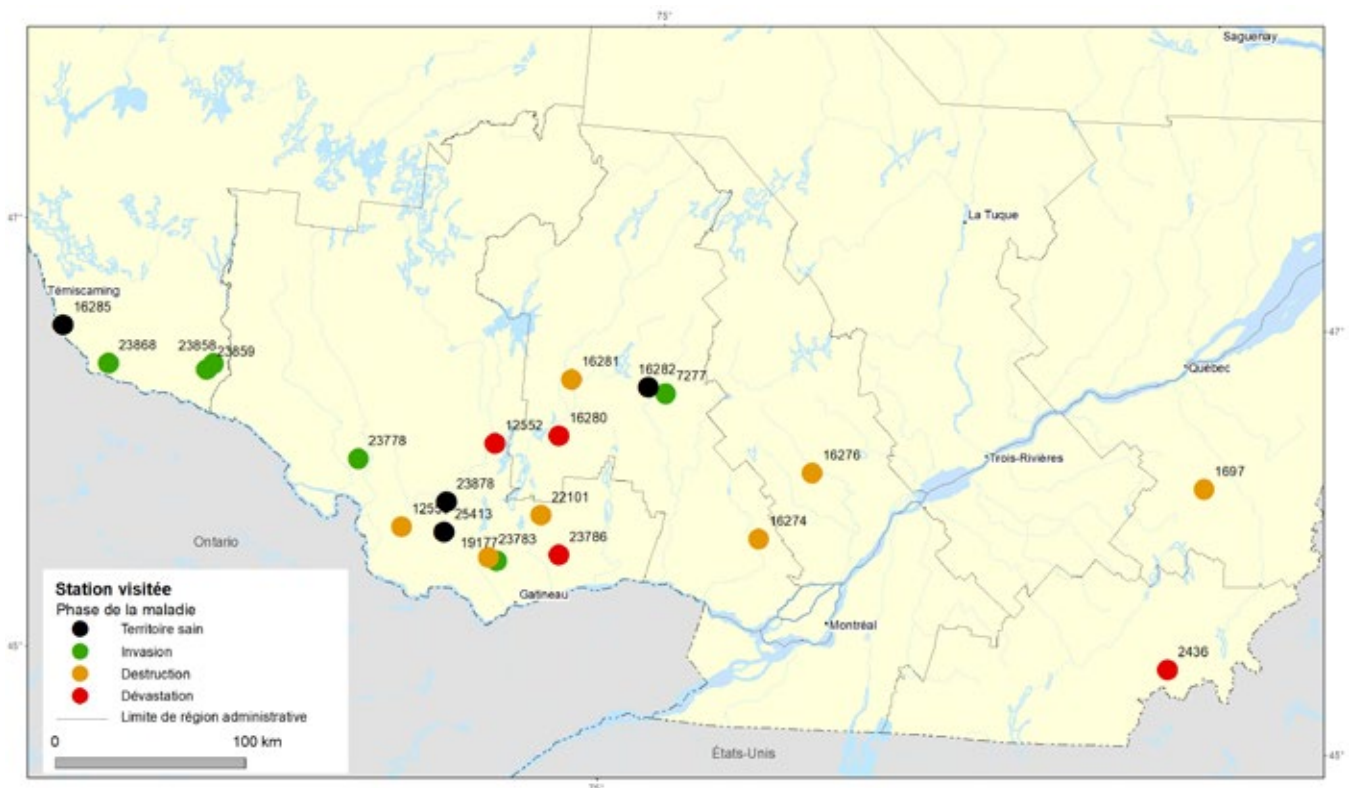 75°
Saguenay
47°
La Tuque
Témiscaming
16285
23868
23858
23859
16281
16282
7277
47°
Québec
12552
16280
23778
16276
Trois-Rivières
1697
23878
22101
25413
16274
19177
23783
23786
Ontario
Gatineau
Montréal
45°
2436
États-Unis
45°
Station visitée
Phase de la maladie
Territoire sain
Invasion
Destruction
Dévastation
Limite de région administrative
0 100 km